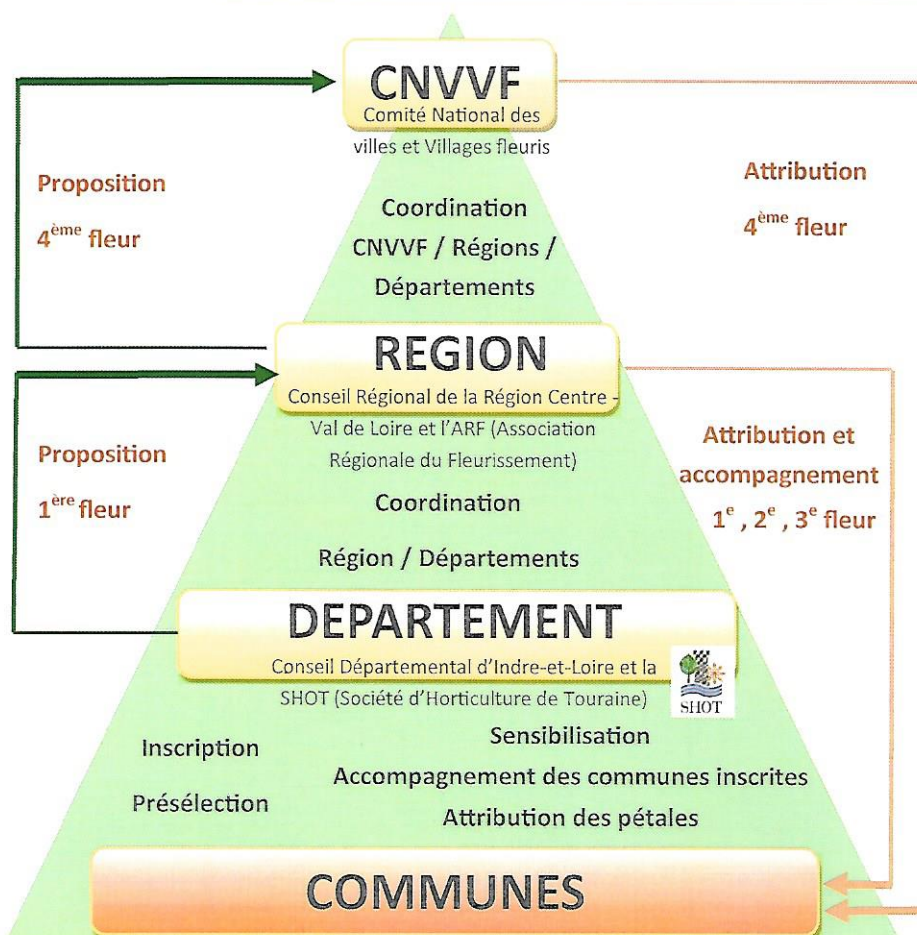 CNVVF
Comité National des
villes et Villages fleuris
Proposition
4ème fleur
Attribution
4ème fleur
Coordination
CNVVF / Régions /
Départements
REGION
Conseil Régional de la Région Centre -
Val de Loire et l'ARF (Association
Régionale du Fleurissement)
Proposition
1ère fleur
Attribution et
accompagnement
1e , 2e , 3e fleur
Coordination
Région / Départements
DEPARTEMENT
Conseil Départemental d'Indre-et-Loire et la
SHOT (Société d'Horticulture de Touraine)
SHOT
Inscription
Présélection
Sensibilisation
Accompagnement des communes inscrites
Attribution des pétales
COMMUNES